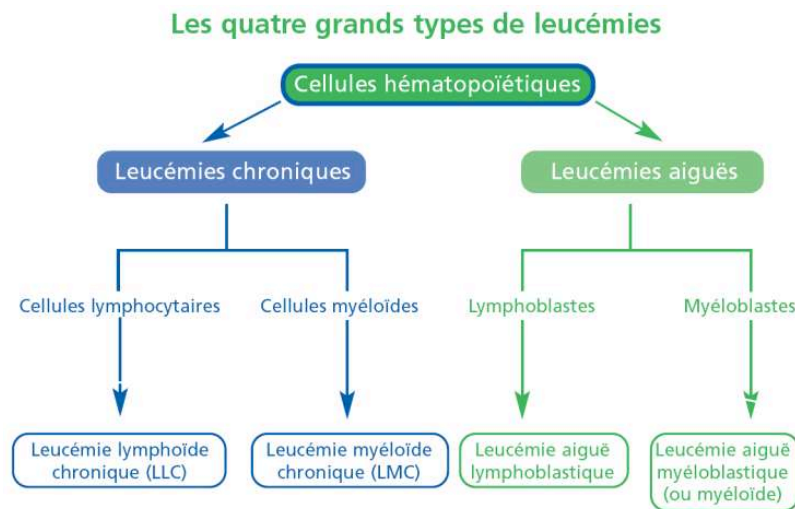 Les quatre grands types de leucémies
Cellules hématopoïétiques
Leucémies chroniques
Leucémies aiguës
Cellules lymphocytaires
Cellules myéloïdes
Lymphoblastes
Myéloblastes
Leucémie lymphoïde
chronique (LLC)
Leucémie myéloïde
chronique (LMC)
Leucémie aiguë
lymphoblastique
Leucémie aiguë
myéloblastique
(ou myéloïde)